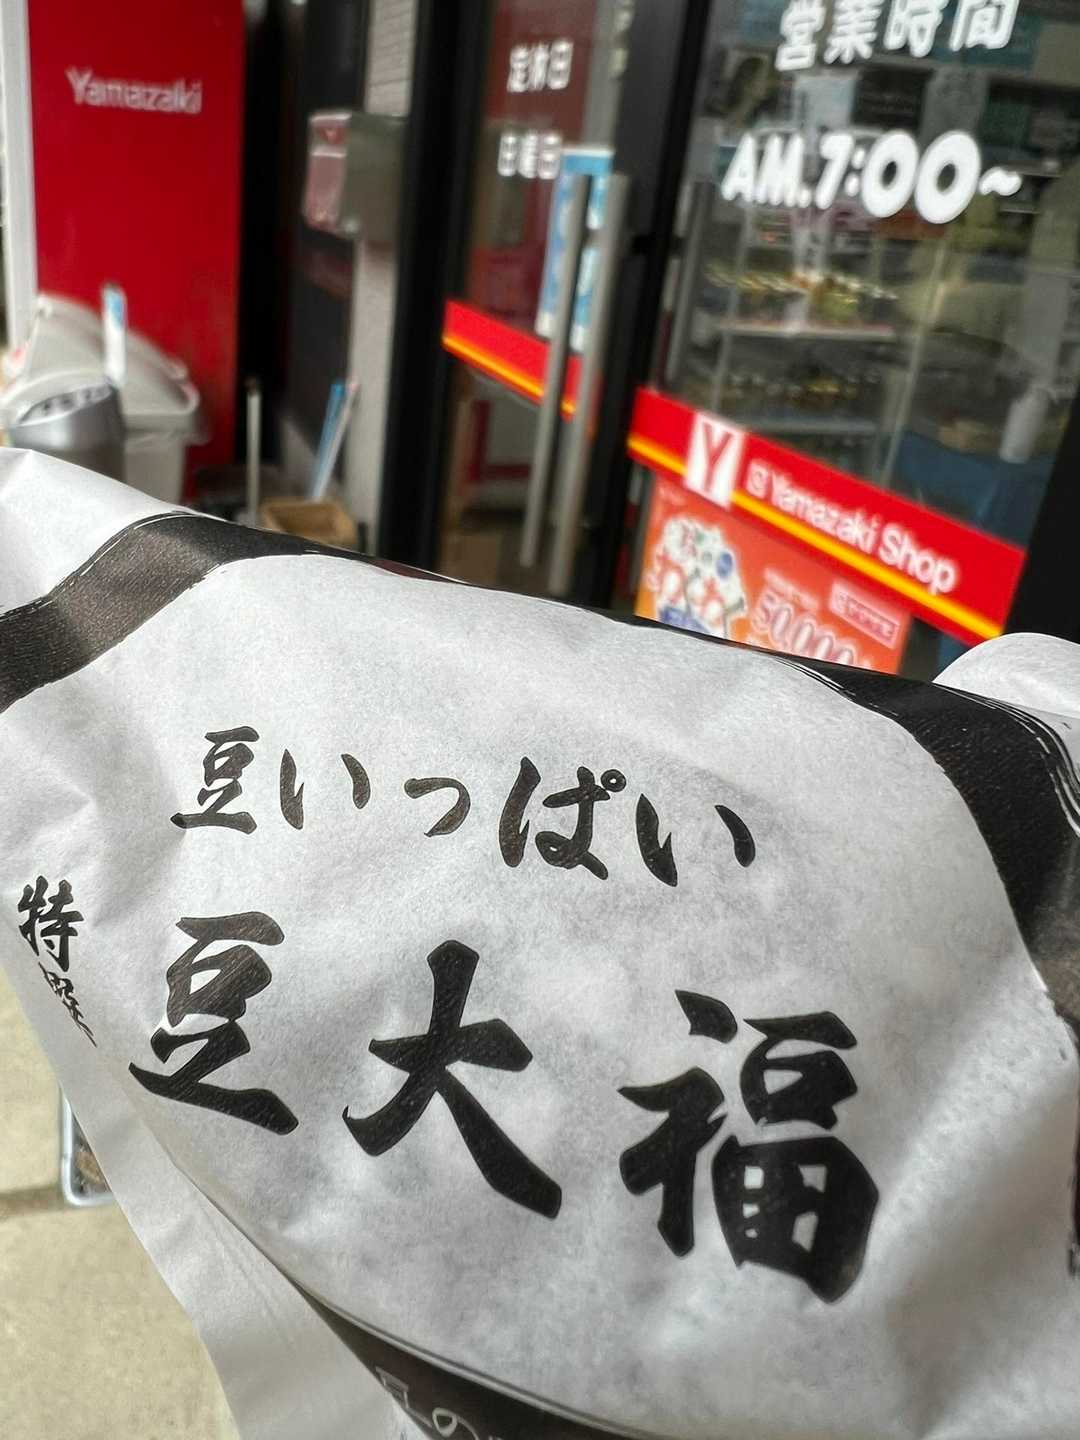 Yamazaki
定休日
日曜日
営業時間
AM.7:00~
Y Yamazaki Shop
50,000
豆いっぱい
特選
豆大福